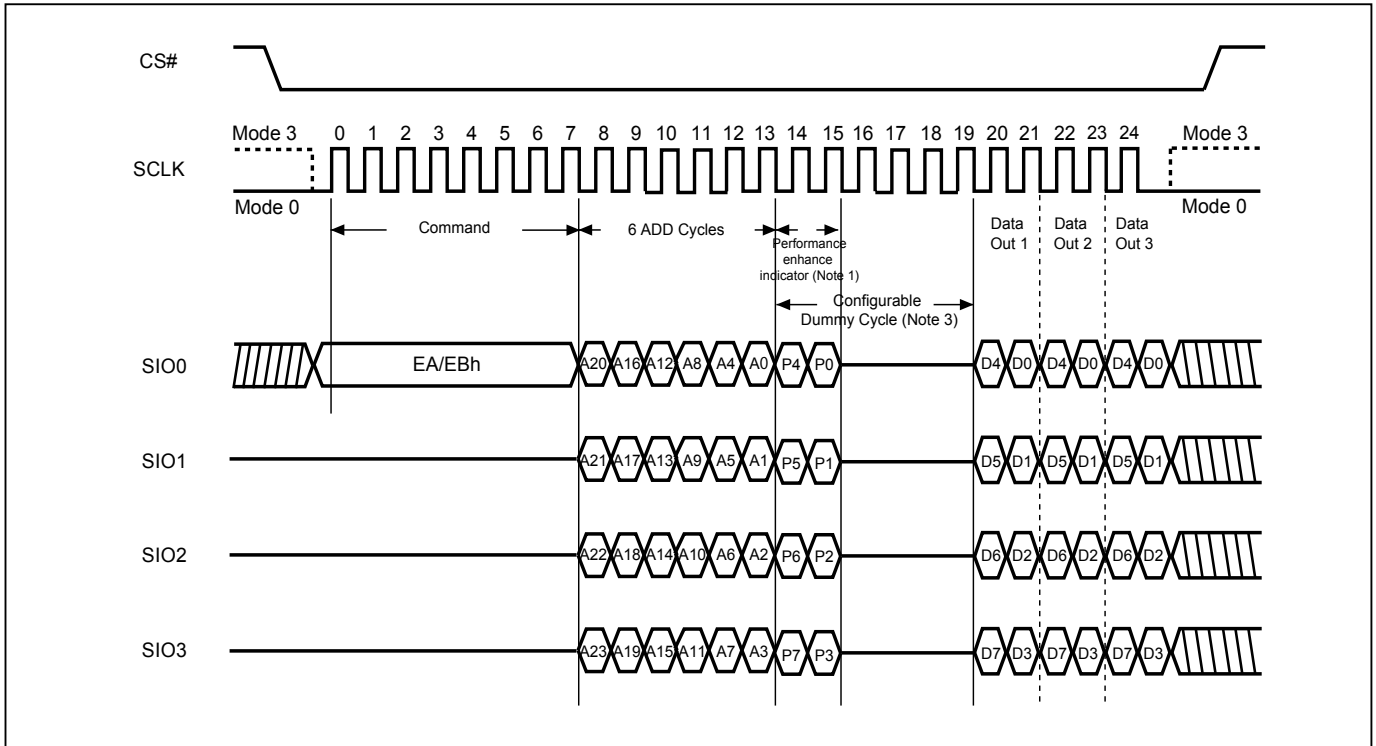 CS#
Mode 3 0 1 2 3 4 5 6 7 8 9 10 11 12 13 14 15 16 17 18 19 20 21 22 23 24 Mode 3
SCLK
Mode 0 Mode 0
Command 6 ADD Cycles Data Data Data
Out 1 Out 2 Out 3
Performance
enhance
indicator (Note 1)
Configurable
Dummy Cycle (Note 3)
SIO0 EA/EBh A20 A16 A12 A8 A4 A0 P4 P0 D4 D0 D4 D0 D4 D0
SIO1 A21 A17 A13 A9 A5 A1 P5 P1 D5 D1 D5 D1 D5 D1
SIO2 A22 A18 A14 A10 A6 A2 P6 P2 D6 D2 D6 D2 D6 D2
SIO3 A23 A19 A15 A11 A7 A3 P7 P3 D7 D3 D7 D3 D7 D3